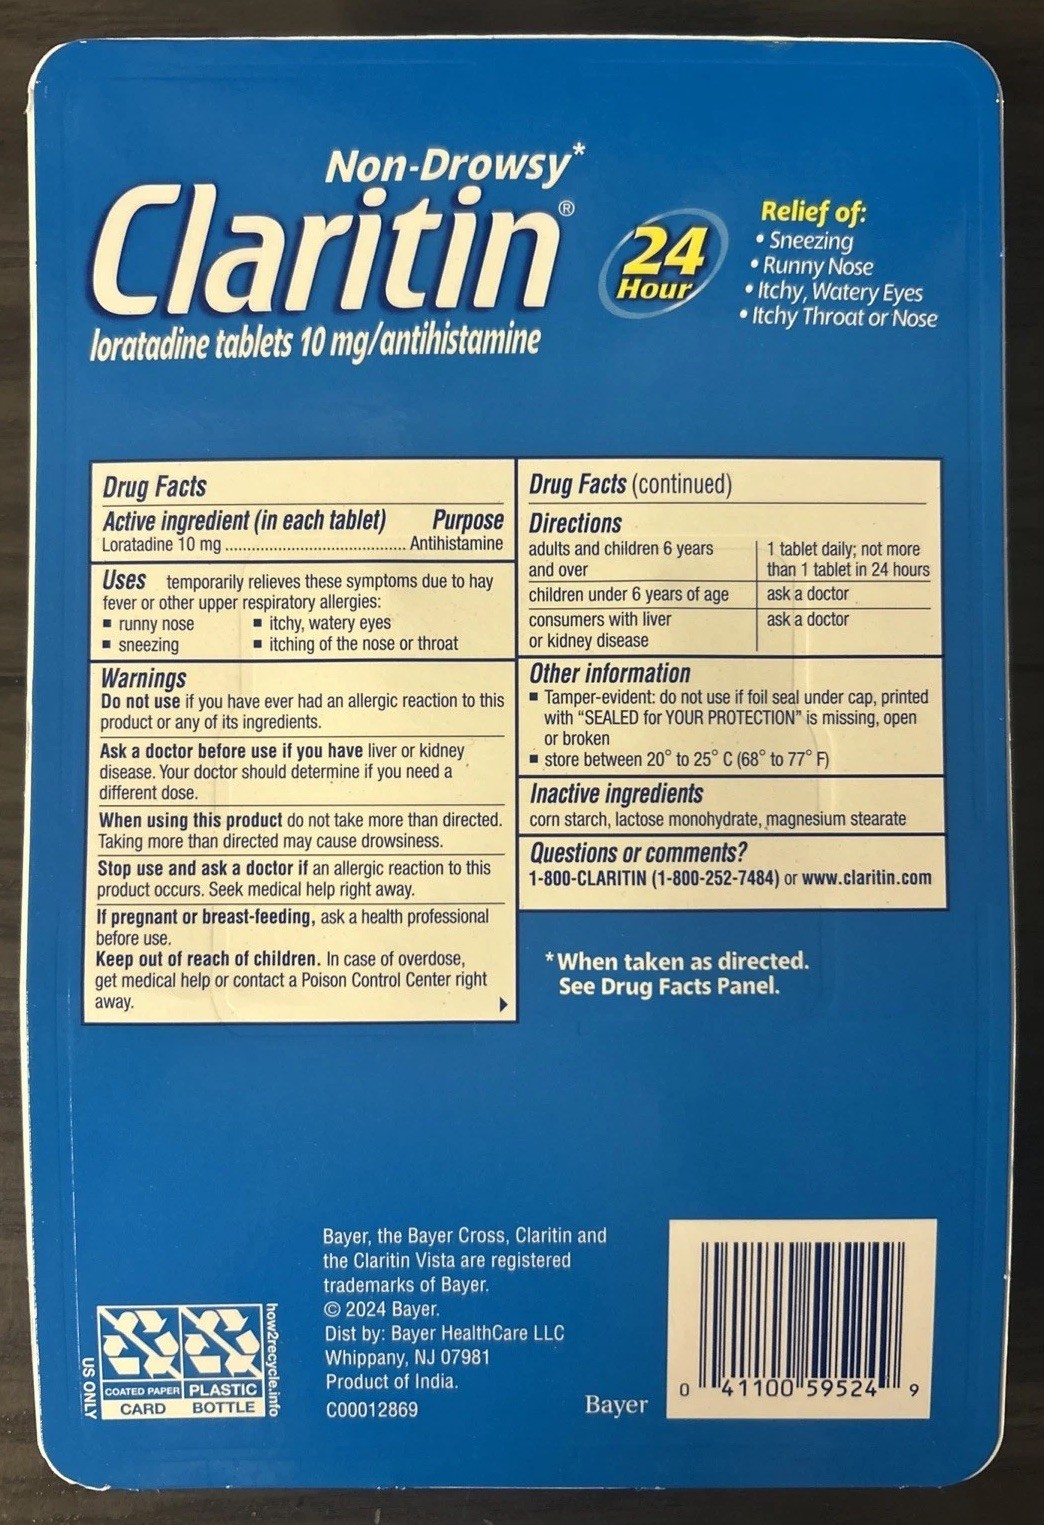 Non-Drowsy*
Claritin®
loratadine tablets 10 mg/antihistamine
24
Hour
Relief of:
• Sneezing
• Runny Nose
• Itchy, Watery Eyes
• Itchy Throat or Nose
Drug Facts
Active ingredient (in each tablet) Purpose
Loratadine 10 mg ........................................ Antihistamine
Uses temporarily relieves these symptoms due to hay
fever or other upper respiratory allergies:
■ runny nose ■ itchy, watery eyes
■ sneezing ■ itching of the nose or throat
Warnings
Do not use if you have ever had an allergic reaction to this
product or any of its ingredients.
Ask a doctor before use if you have liver or kidney
disease. Your doctor should determine if you need a
different dose.
When using this product do not take more than directed.
Taking more than directed may cause drowsiness.
Stop use and ask a doctor if an allergic reaction to this
product occurs. Seek medical help right away.
If pregnant or breast-feeding, ask a health professional
before use.
Keep out of reach of children. In case of overdose,
get medical help or contact a Poison Control Center right
away.
Drug Facts (continued)
Directions
adults and children 6 years
and over
1 tablet daily; not more
than 1 tablet in 24 hours
children under 6 years of age
ask a doctor
consumers with liver
or kidney disease
ask a doctor
Other information
■ Tamper-evident: do not use if foil seal under cap, printed
with “SEALED for YOUR PROTECTION” is missing, open
or broken
■ store between 20° to 25° C (68° to 77° F)
Inactive ingredients
corn starch, lactose monohydrate, magnesium stearate
Questions or comments?
1-800-CLARITIN (1-800-252-7484) or www.claritin.com
*When taken as directed.
See Drug Facts Panel.
US ONLY
COATED PAPER
CARD
PLASTIC
BOTTLE
how2recycle.info
Bayer, the Bayer Cross, Claritin and
the Claritin Vista are registered
trademarks of Bayer.
© 2024 Bayer.
Dist by: Bayer HealthCare LLC
Whippany, NJ 07981
Product of India.
C00012869
Bayer
0 41100 59524 9